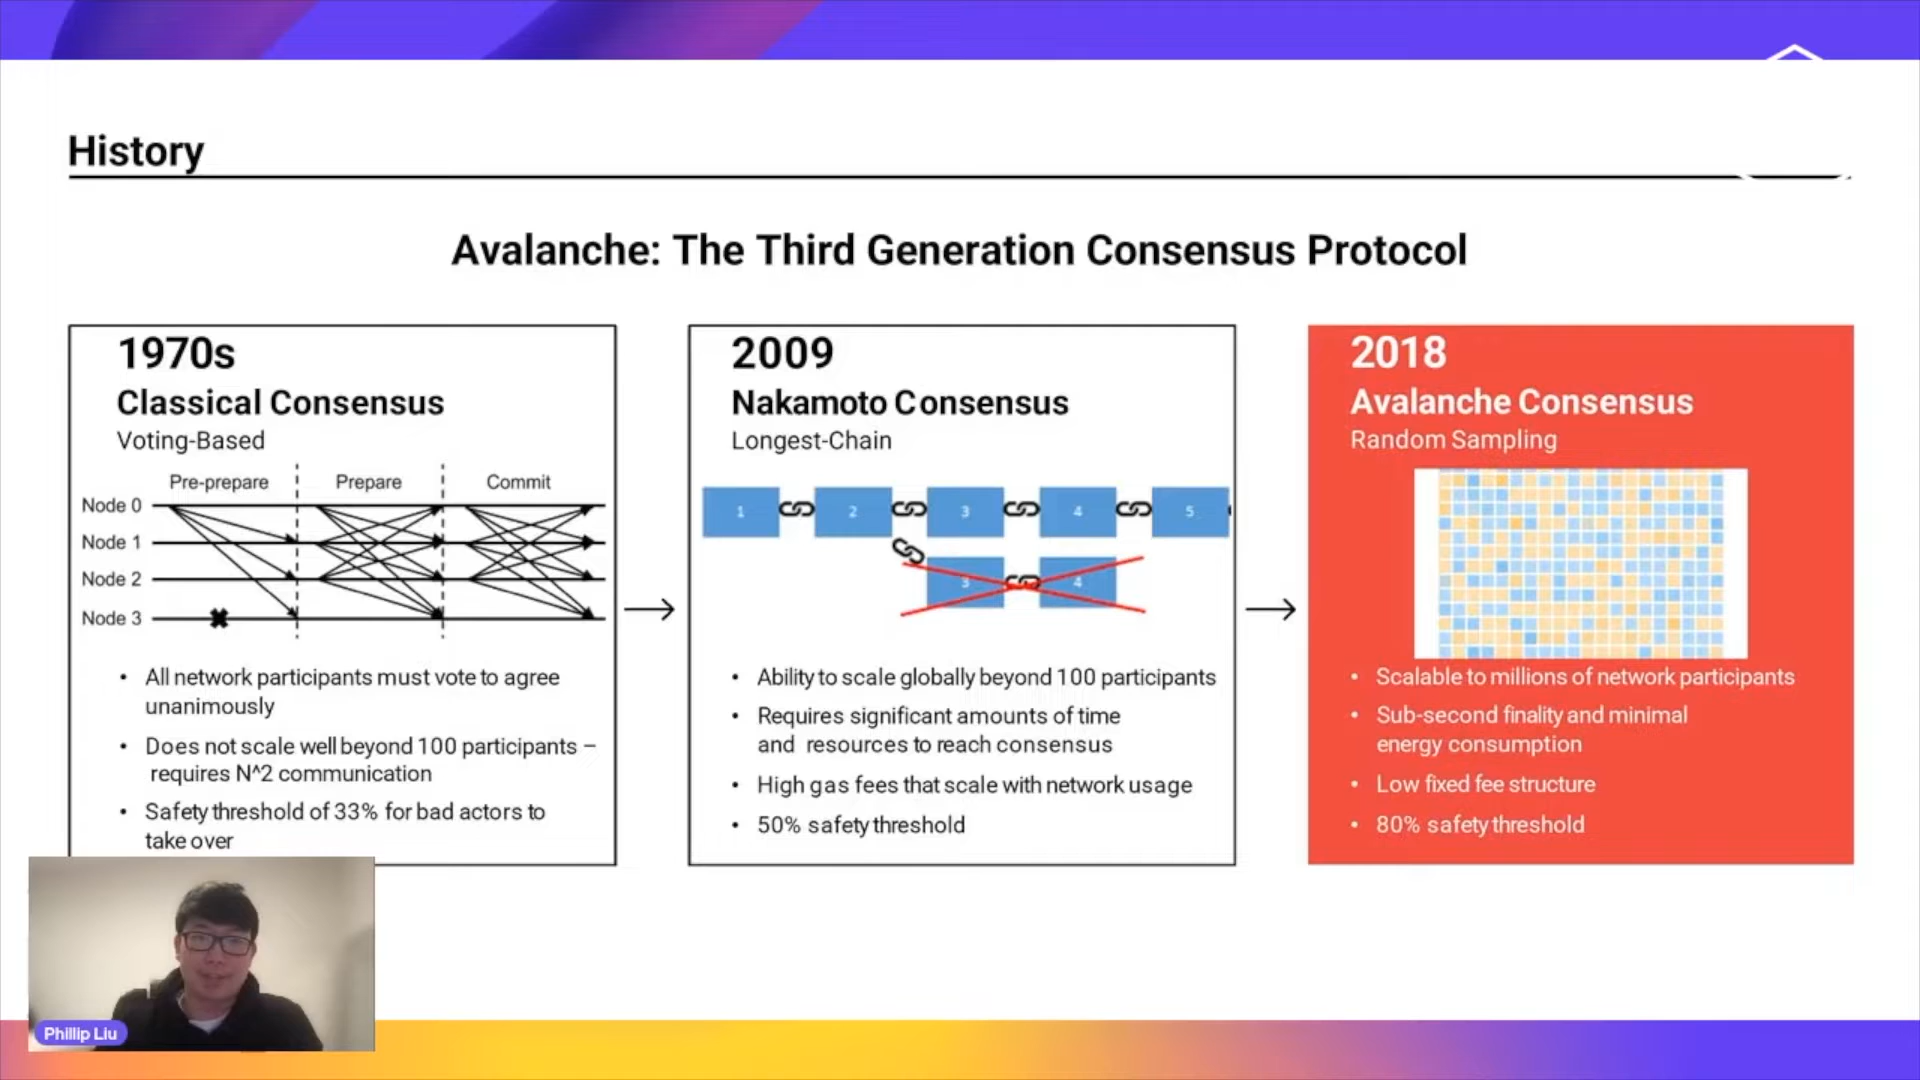 History
Avalanche: The Third Generation Consensus Protocol
1970s
Classical Consensus
Voting-Based
Pre-prepare
Prepare
Commit
Node 0
Node 1
Node 2
Node 3
• All network participants must vote to agree
unanimously
• Does not scale well beyond 100 participants –
requires N^2 communication
• Safety threshold of 33% for bad actors to
take over
2009
Nakamoto Consensus
Longest-Chain
1
2
3
4
5
3
4
• Ability to scale globally beyond 100 participants
• Requires significant amounts of time
and resources to reach consensus
• High gas fees that scale with network usage
• 50% safety threshold
2018
Avalanche Consensus
Random Sampling
• Scalable to millions of network participants
• Sub-second finality and minimal
energy consumption
• Low fixed fee structure
• 80% safety threshold
Phillip Liu